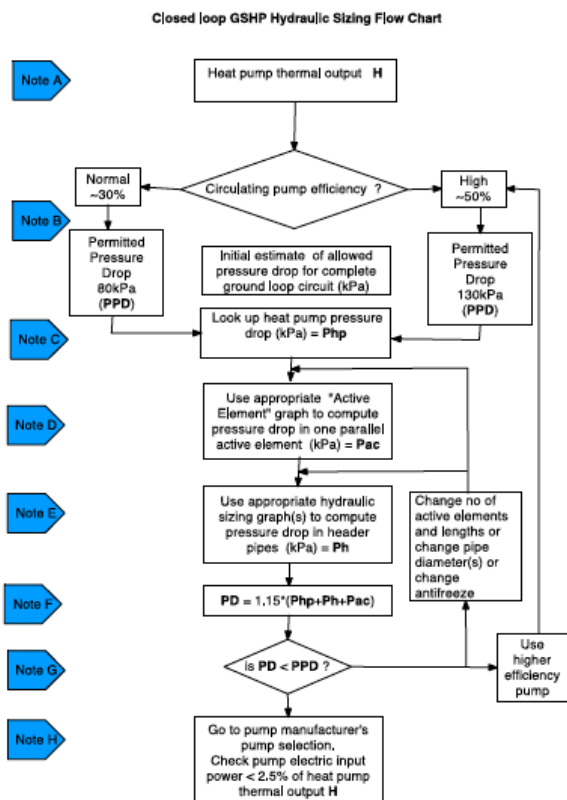 Closed loop GSHP Hydraulic Sizing Flow Chart
Note A
Heat pump thermal output H
Normal
~30%
Circulating pump efficiency ?
High
~50%
Note B
Permitted
Pressure
Drop
80kPa
(PPD)
Initial estimate of allowed
pressure drop for complete
ground loop circuit (kPa)
Permitted
Pressure
Drop
130kPa
(PPD)
Note C
Look up heat pump pressure
drop (kPa) = Php
Note D
Use appropriate "Active
Element" graph to compute
pressure drop in one parallel
active element (kPa) = Pac
Note E
Use appropriate hydraulic
sizing graph(s) to compute
pressure drop in header
pipes (kPa) = Ph
Change no of
active elements
and lengths or
change pipe
diameter(s) or
change
antifreeze
Note F
PD = 1.15*(Php+Ph+Pac)
Note G
is PD < PPD ?
Use
higher
efficiency
pump
Note H
Go to pump manufacturer's
pump selection.
Check pump electric input
power < 2.5% of heat pump
thermal output H